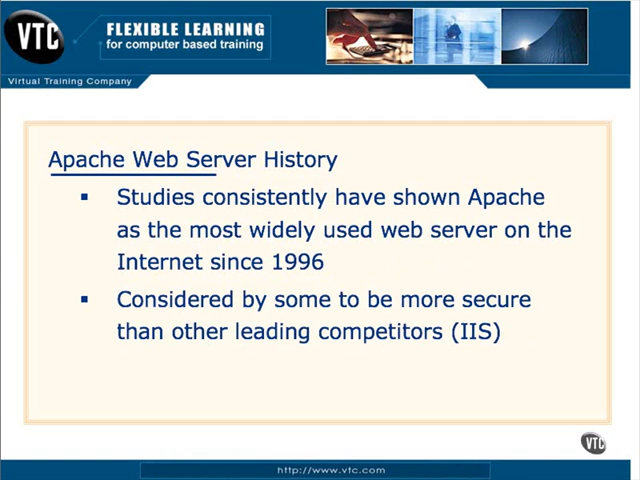 VTC
FLEXIBLE LEARNING
for computer based training
Virtual Training Company
Apache Web Server History
▪ Studies consistently have shown Apache
as the most widely used web server on the
Internet since 1996
▪ Considered by some to be more secure
than other leading competitors (IIS)
VTC
http://www.vtc.com